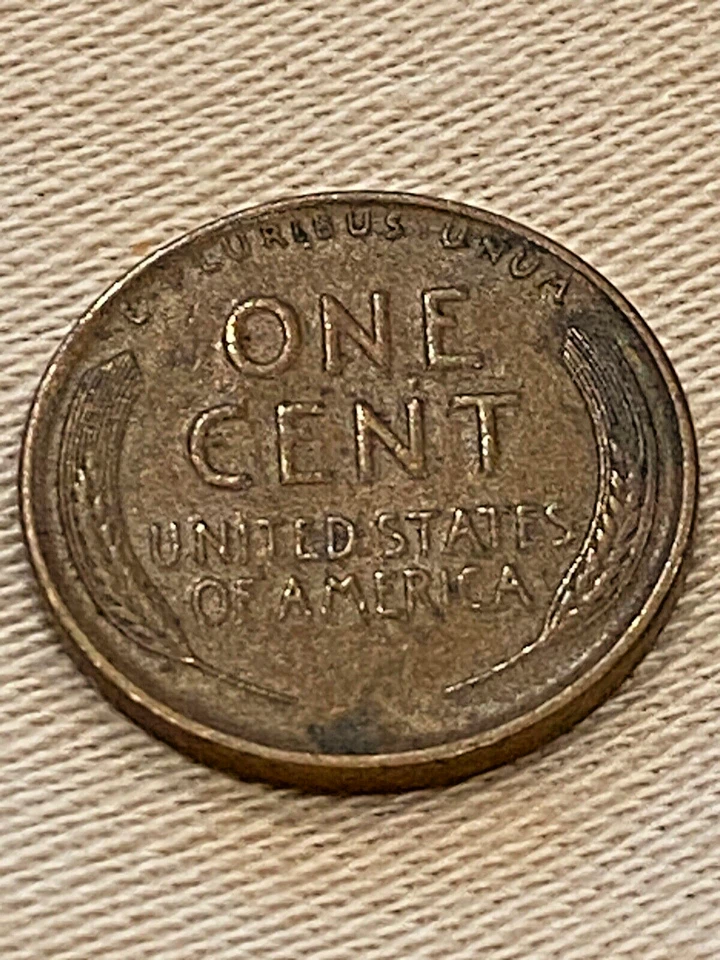 E · PLURIBUS · UNUM
ONE
CENT
UNITED STATES
OF AMERICA